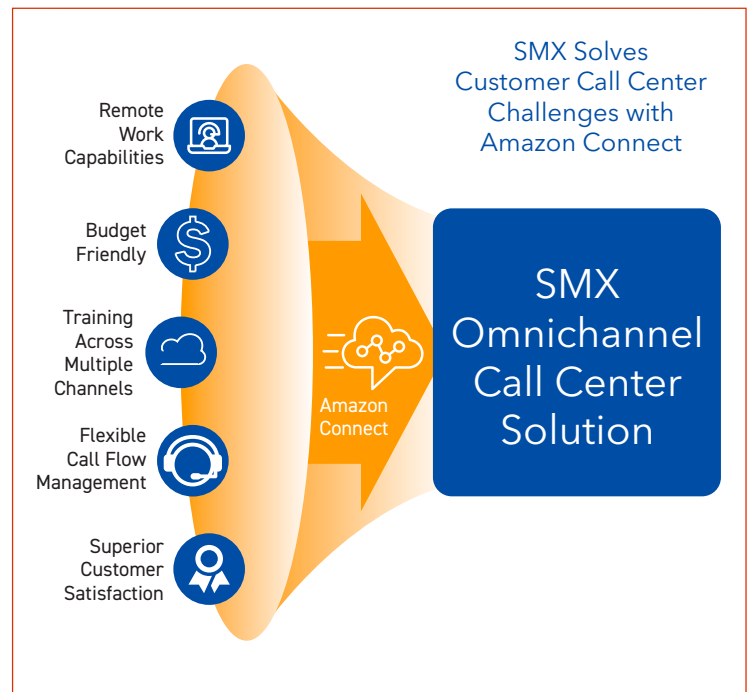 SMX Solves
Customer Call Center
Challenges with
Amazon Connect
Remote
Work
Capabilities
Budget
Friendly
Training
Across
Multiple
Channels
Flexible
Call Flow
Management
Superior
Customer
Satisfaction
Amazon
Connect
SMX
Omnichannel
Call Center
Solution